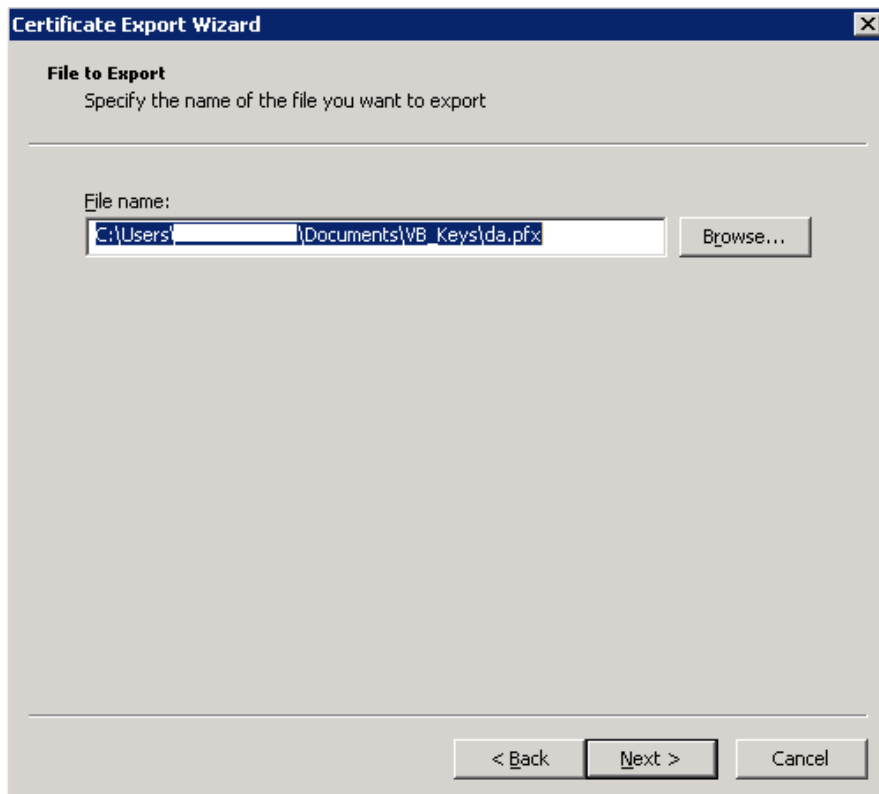 Certificate Export Wizard
File to Export
Specify the name of the file you want to export
File name:
C:\Users\ \Documents\VB_Keys\da.pfx
Browse...
< Back
Next >
Cancel